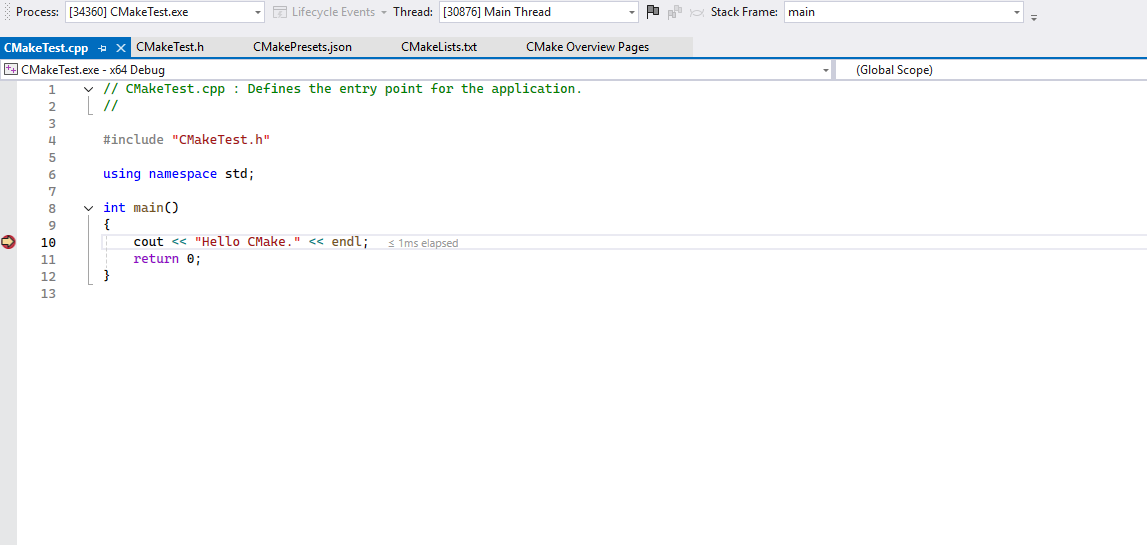 Process: [34360] CMakeTest.exe Lifecycle Events Thread: [30876] Main Thread Stack Frame: main
CMakeTest.cpp CMakeTest.h CMakePresets.json CMakeLists.txt CMake Overview Pages
CMakeTest.exe - x64 Debug (Global Scope)
1 // CMakeTest.cpp : Defines the entry point for the application.
2 //
3
4 #include "CMakeTest.h"
5
6 using namespace std;
7
8 int main()
9 {
10 cout << "Hello CMake." << endl; ≤ 1ms elapsed
11 return 0;
12 }
13